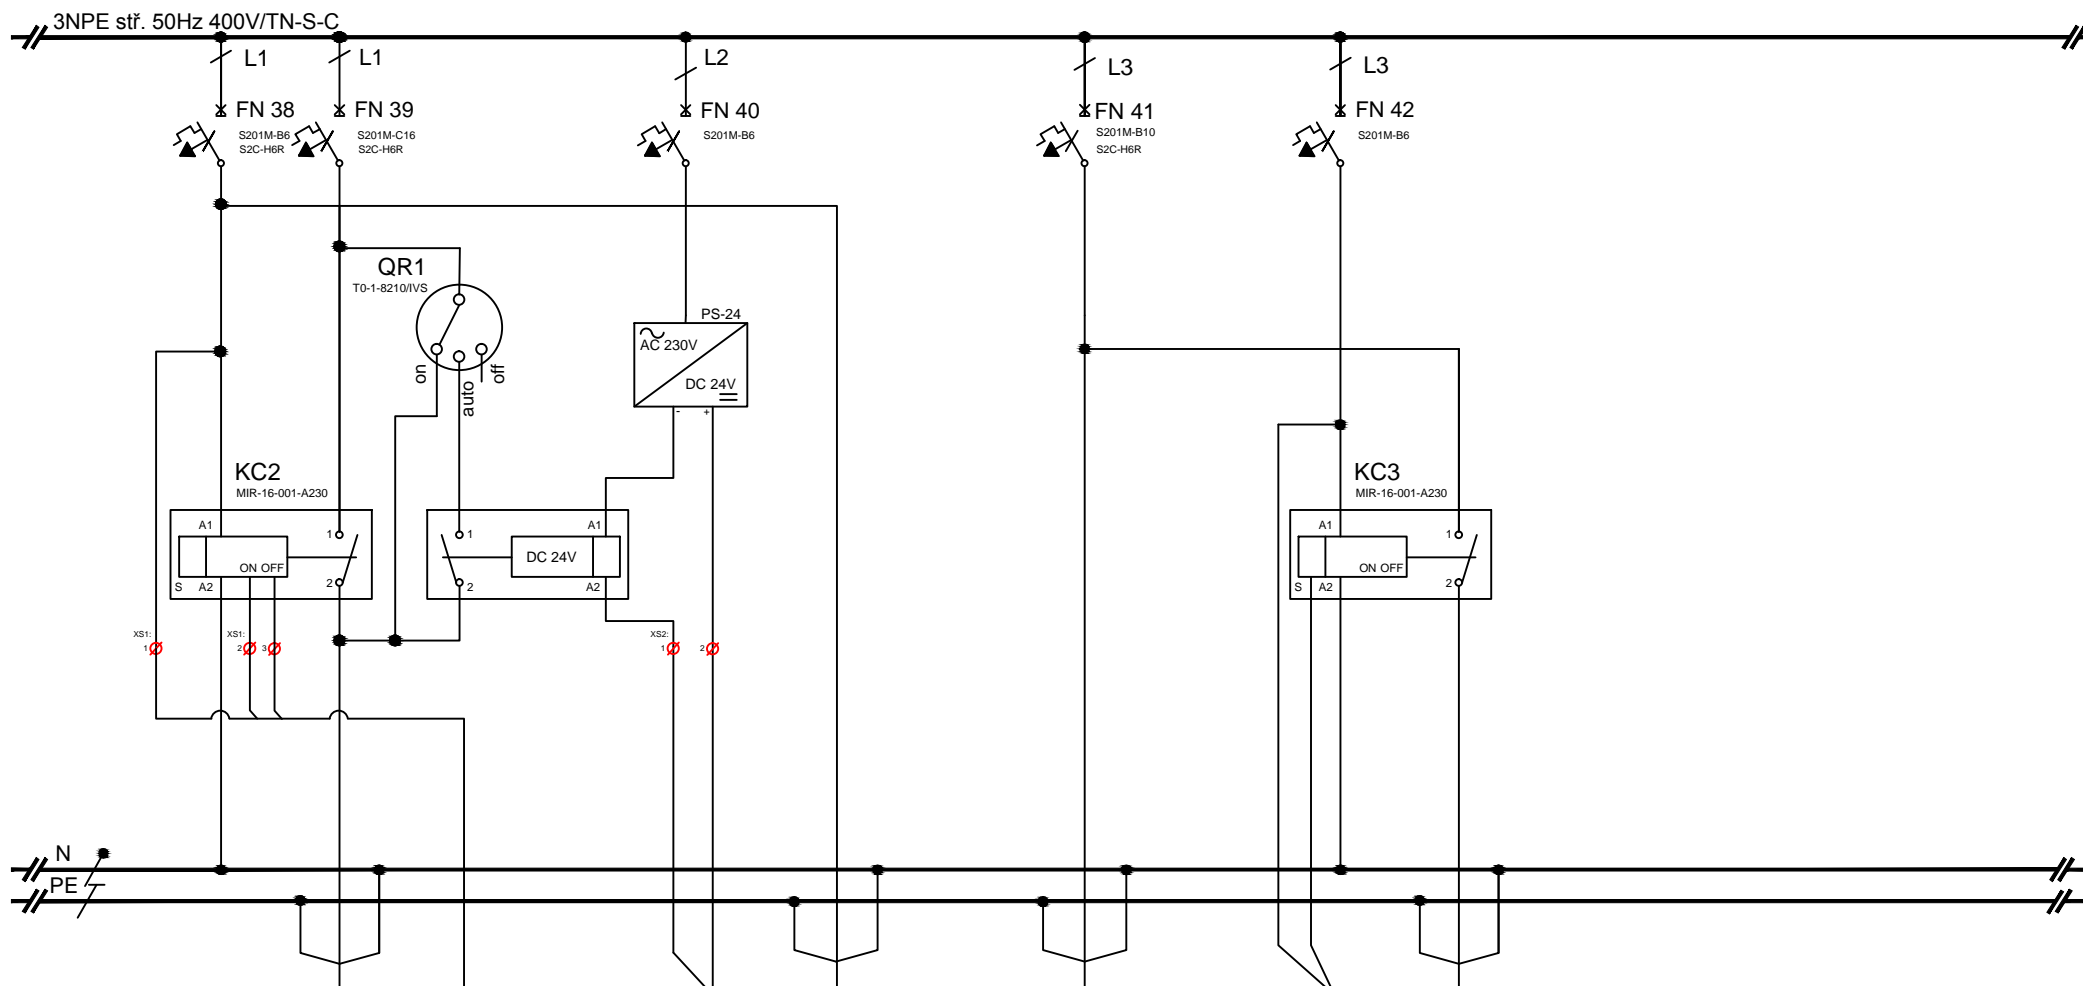 3NPE stř. 50Hz 400V/TN-S-C
L1
L1
L2
L3
L3
FN 38
S201M-B6
S2C-H6R
FN 39
S201M-C16
S2C-H6R
FN 40
S201M-B6
FN 41
S201M-B10
S2C-H6R
FN 42
S201M-B6
QR1
T0-1-8210/IVS
on
auto
off
PS-24
AC 230V
DC 24V
-
+
KC2
MIR-16-001-A230
A1
1
ON OFF
S
A2
2
1
A1
DC 24V
2
A2
KC3
MIR-16-001-A230
A1
1
ON OFF
S
A2
2
XS1:
1
XS1:
2
3
XS2:
1
2
N
PE